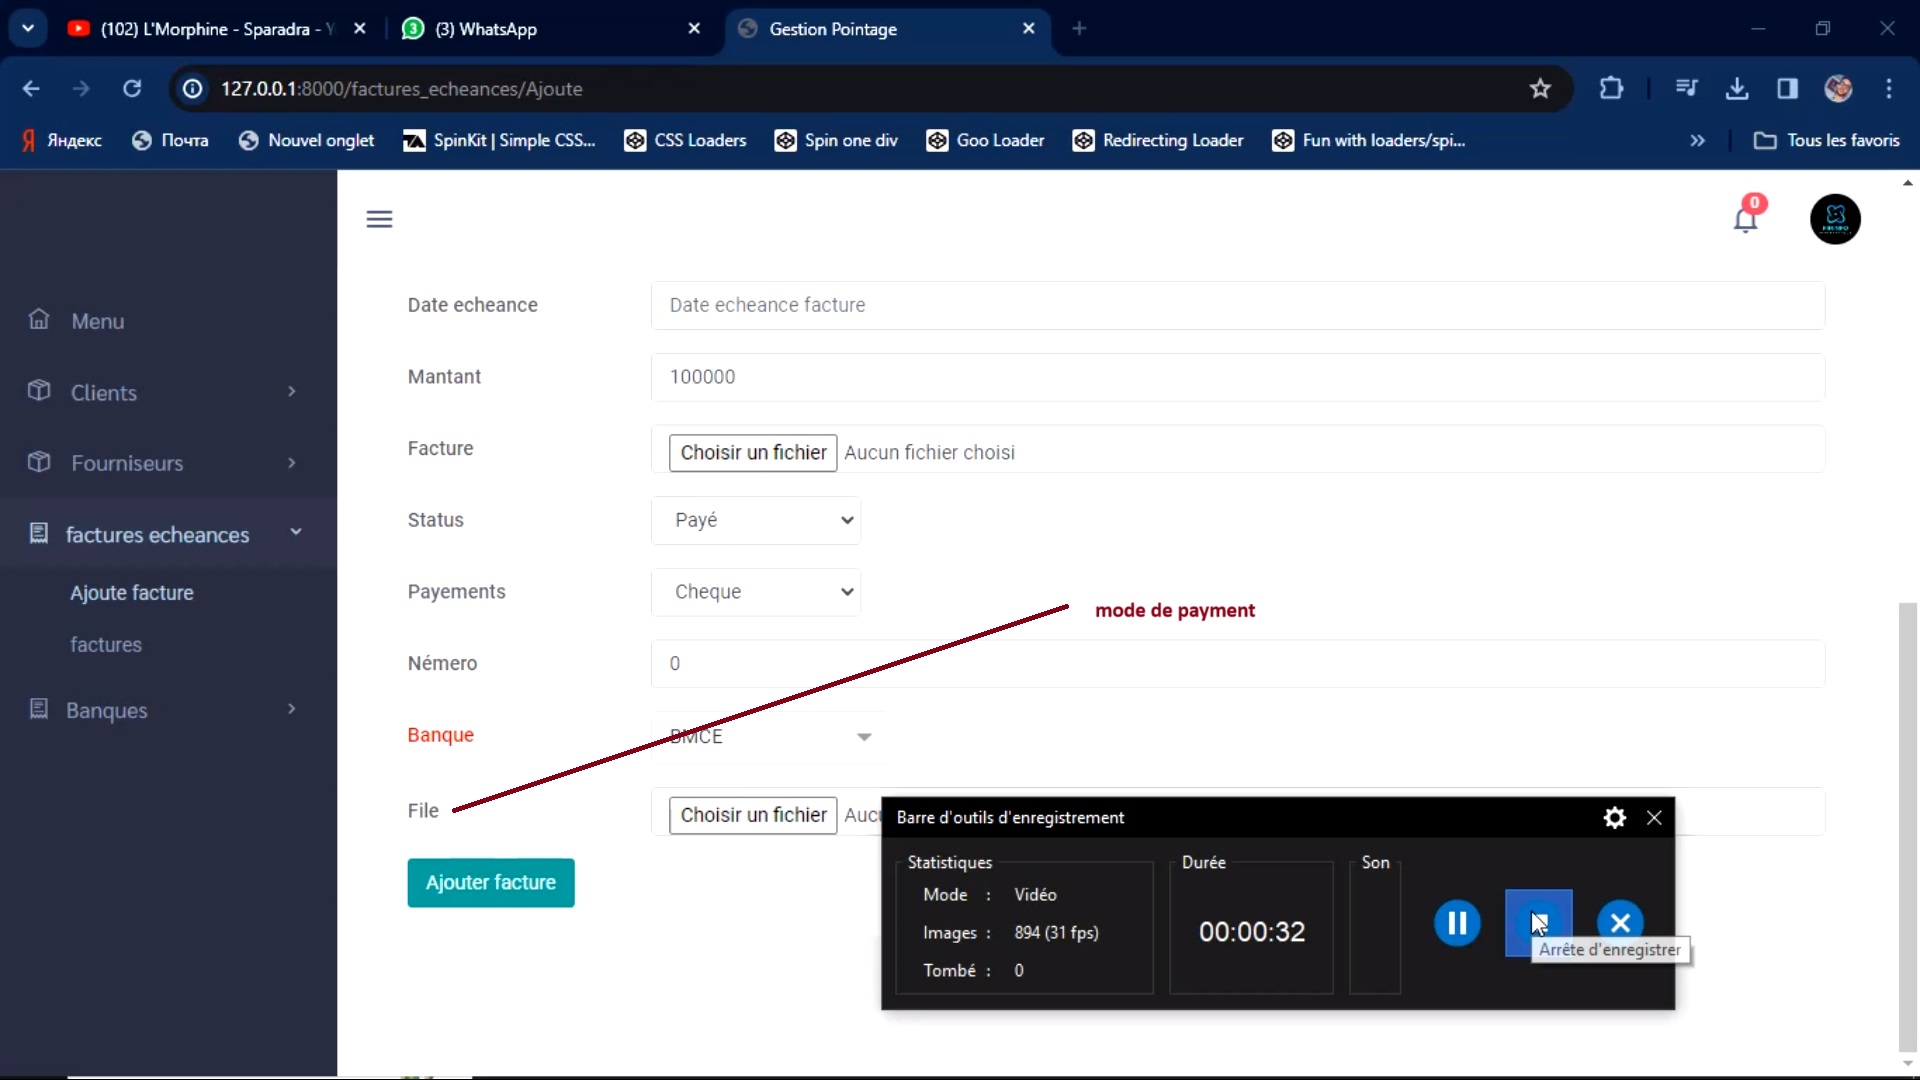 (102) L'Morphine - Sparadra -
(3) WhatsApp
Gestion Pointage
127.0.0.1:8000/factures_echeances/Ajoute
Яндекс
Почта
Nouvel onglet
SpinKit | Simple CSS...
CSS Loaders
Spin one div
Goo Loader
Redirecting Loader
Fun with loaders/spi...
Tous les favoris
0
Menu
Clients
Fourniseurs
factures echeances
Ajoute facture
factures
Banques
Date echeance
Date echeance facture
Mantant
100000
Facture
Choisir un fichier
Aucun fichier choisi
Status
Payé
Payements
Cheque
mode de payment
Némero
0
Banque
BMCE
File
Choisir un fichier
Ajouter facture
Barre d'outils d'enregistrement
Statistiques
Mode : Vidéo
Images : 894 (31 fps)
Tombé : 0
Durée
00:00:32
Son
Arrête d'enregistrer